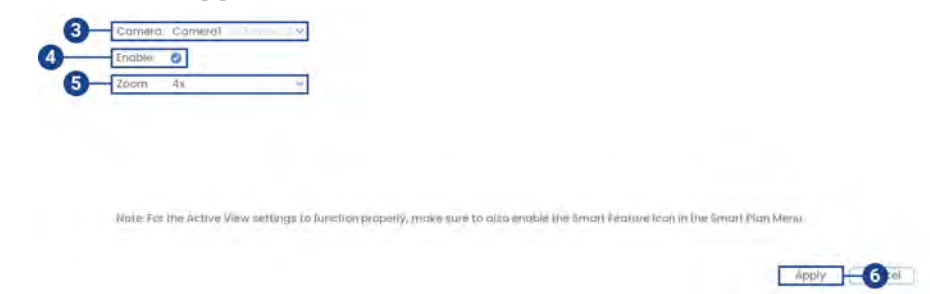 3 Camera: Camera1
4 Enable:
5 Zoom 4x
Note: For the Active View settings to function properly, make sure to also enable the Smart Feature icon in the Smart Plan Menu.
Apply 6 cel